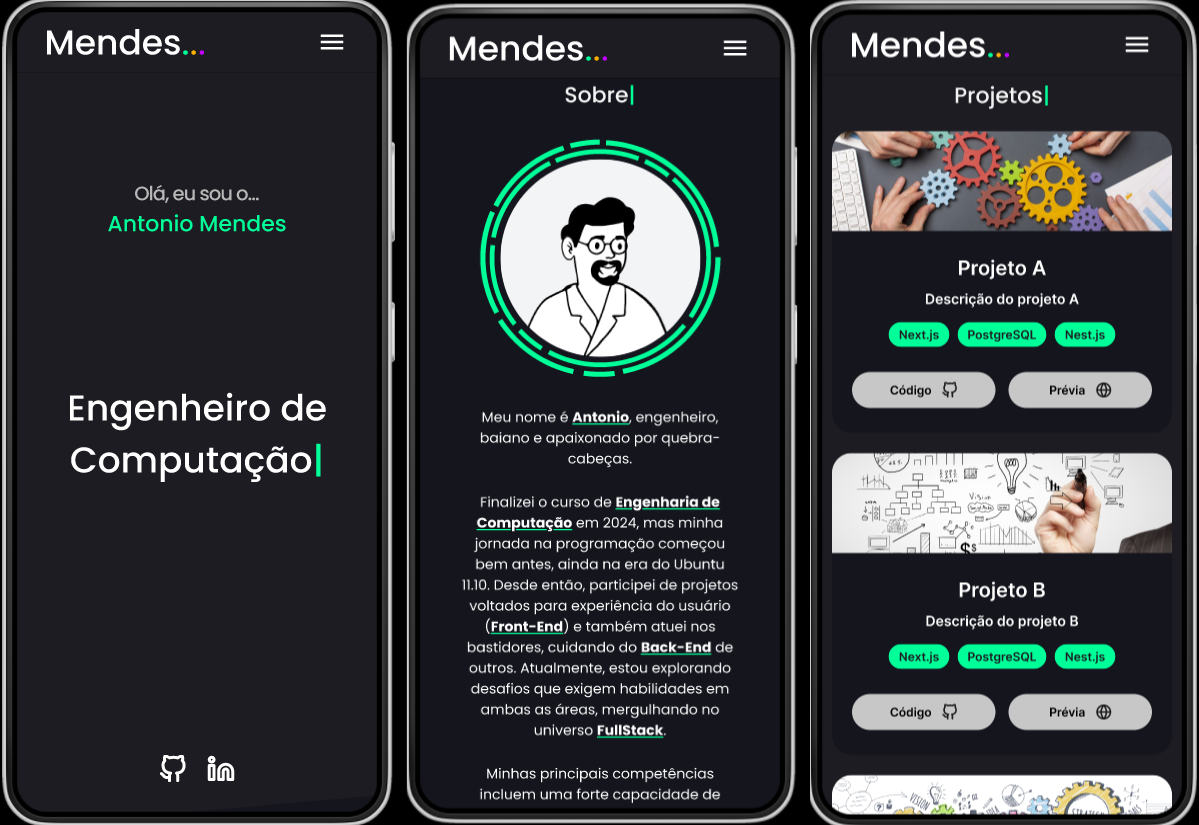 Mendes...
Olá, eu sou o...
Antonio Mendes
Engenheiro de
Computação|
Mendes...
Sobre|
Meu nome é Antonio, engenheiro,
baiano e apaixonado por quebra-
cabeças.
Finalizei o curso de Engenharia de
Computação em 2024, mas minha
jornada na programação começou
bem antes, ainda na era do Ubuntu
11.10. Desde então, participei de projetos
voltados para experiência do usuário
(Front-End) e também atuei nos
bastidores, cuidando do Back-End de
outros. Atualmente, estou explorando
desafios que exigem habilidades em
ambas as áreas, mergulhando no
universo FullStack.
Minhas principais competências
incluem uma forte capacidade de
Mendes...
Projetos|
Projeto A
Descrição do projeto A
Next.js PostgreSQL Nest.js
Código Prévia
Vision
Projeto B
Descrição do projeto B
Next.js PostgreSQL Nest.js
Código Prévia
VISION